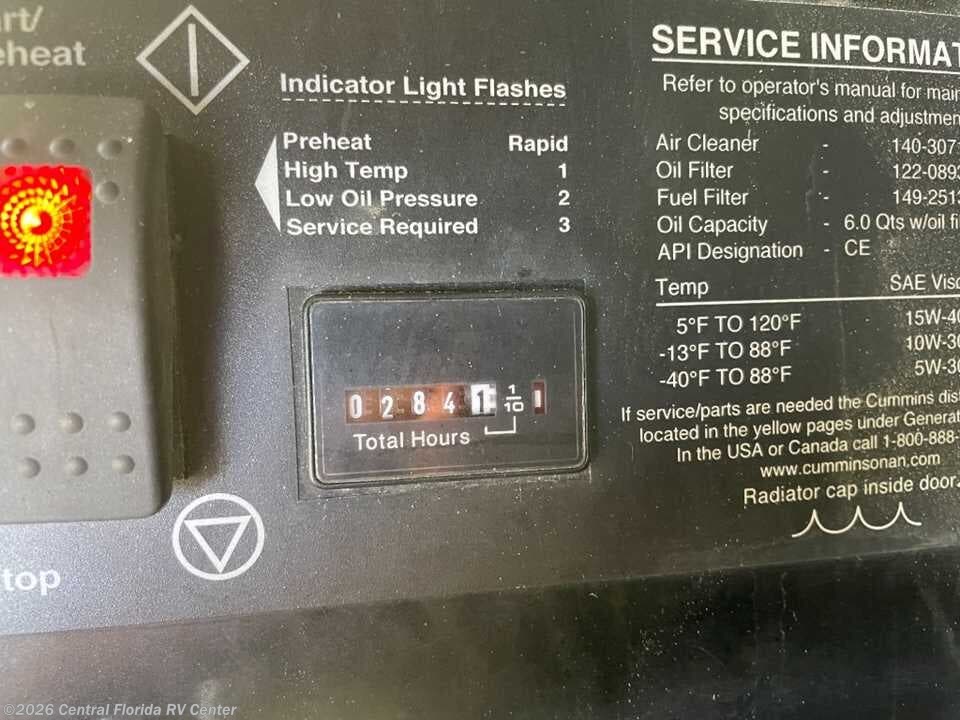 art/
eheat
Indicator Light Flashes
Preheat Rapid
High Temp 1
Low Oil Pressure 2
Service Required 3
0 2 8 4 1 1/10
Total Hours
top
SERVICE INFORMAT
Refer to operator's manual for main
specifications and adjustmen
Air Cleaner - 140-307
Oil Filter - 122-089
Fuel Filter - 149-251
Oil Capacity - 6.0 Qts w/oil fi
API Designation - CE
Temp SAE Visc
5°F TO 120°F 15W-40
-13°F TO 88°F 10W-30
-40°F TO 88°F 5W-30
If service/parts are needed the Cummins dist
located in the yellow pages under Generat
In the USA or Canada call 1-800-888-
www.cumminsonan.com
Radiator cap inside door.
©2026 Central Florida RV Center